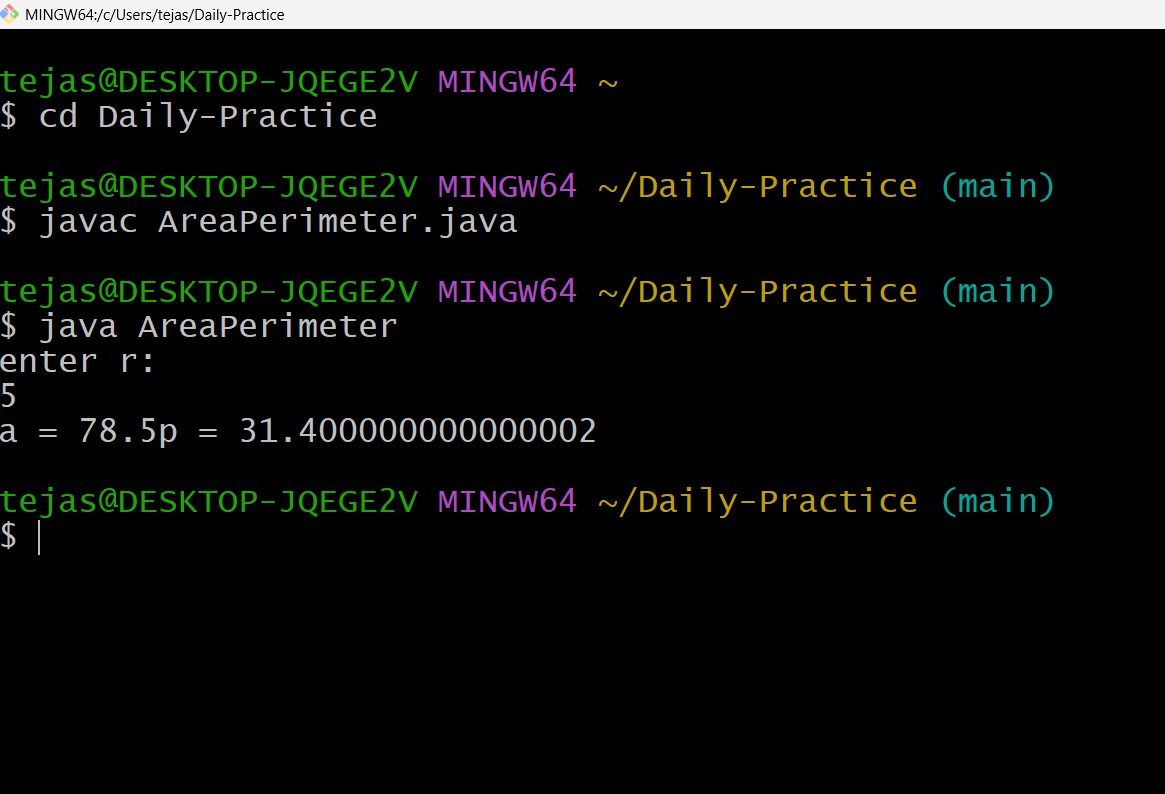 MINGW64:/c/Users/tejas/Daily-Practice
tejas@DESKTOP-JQEGE2V MINGW64 ~
$ cd Daily-Practice
tejas@DESKTOP-JQEGE2V MINGW64 ~/Daily-Practice (main)
$ javac AreaPerimeter.java
tejas@DESKTOP-JQEGE2V MINGW64 ~/Daily-Practice (main)
$ java AreaPerimeter
enter r:
5
a = 78.5p = 31.400000000000002
tejas@DESKTOP-JQEGE2V MINGW64 ~/Daily-Practice (main)
$